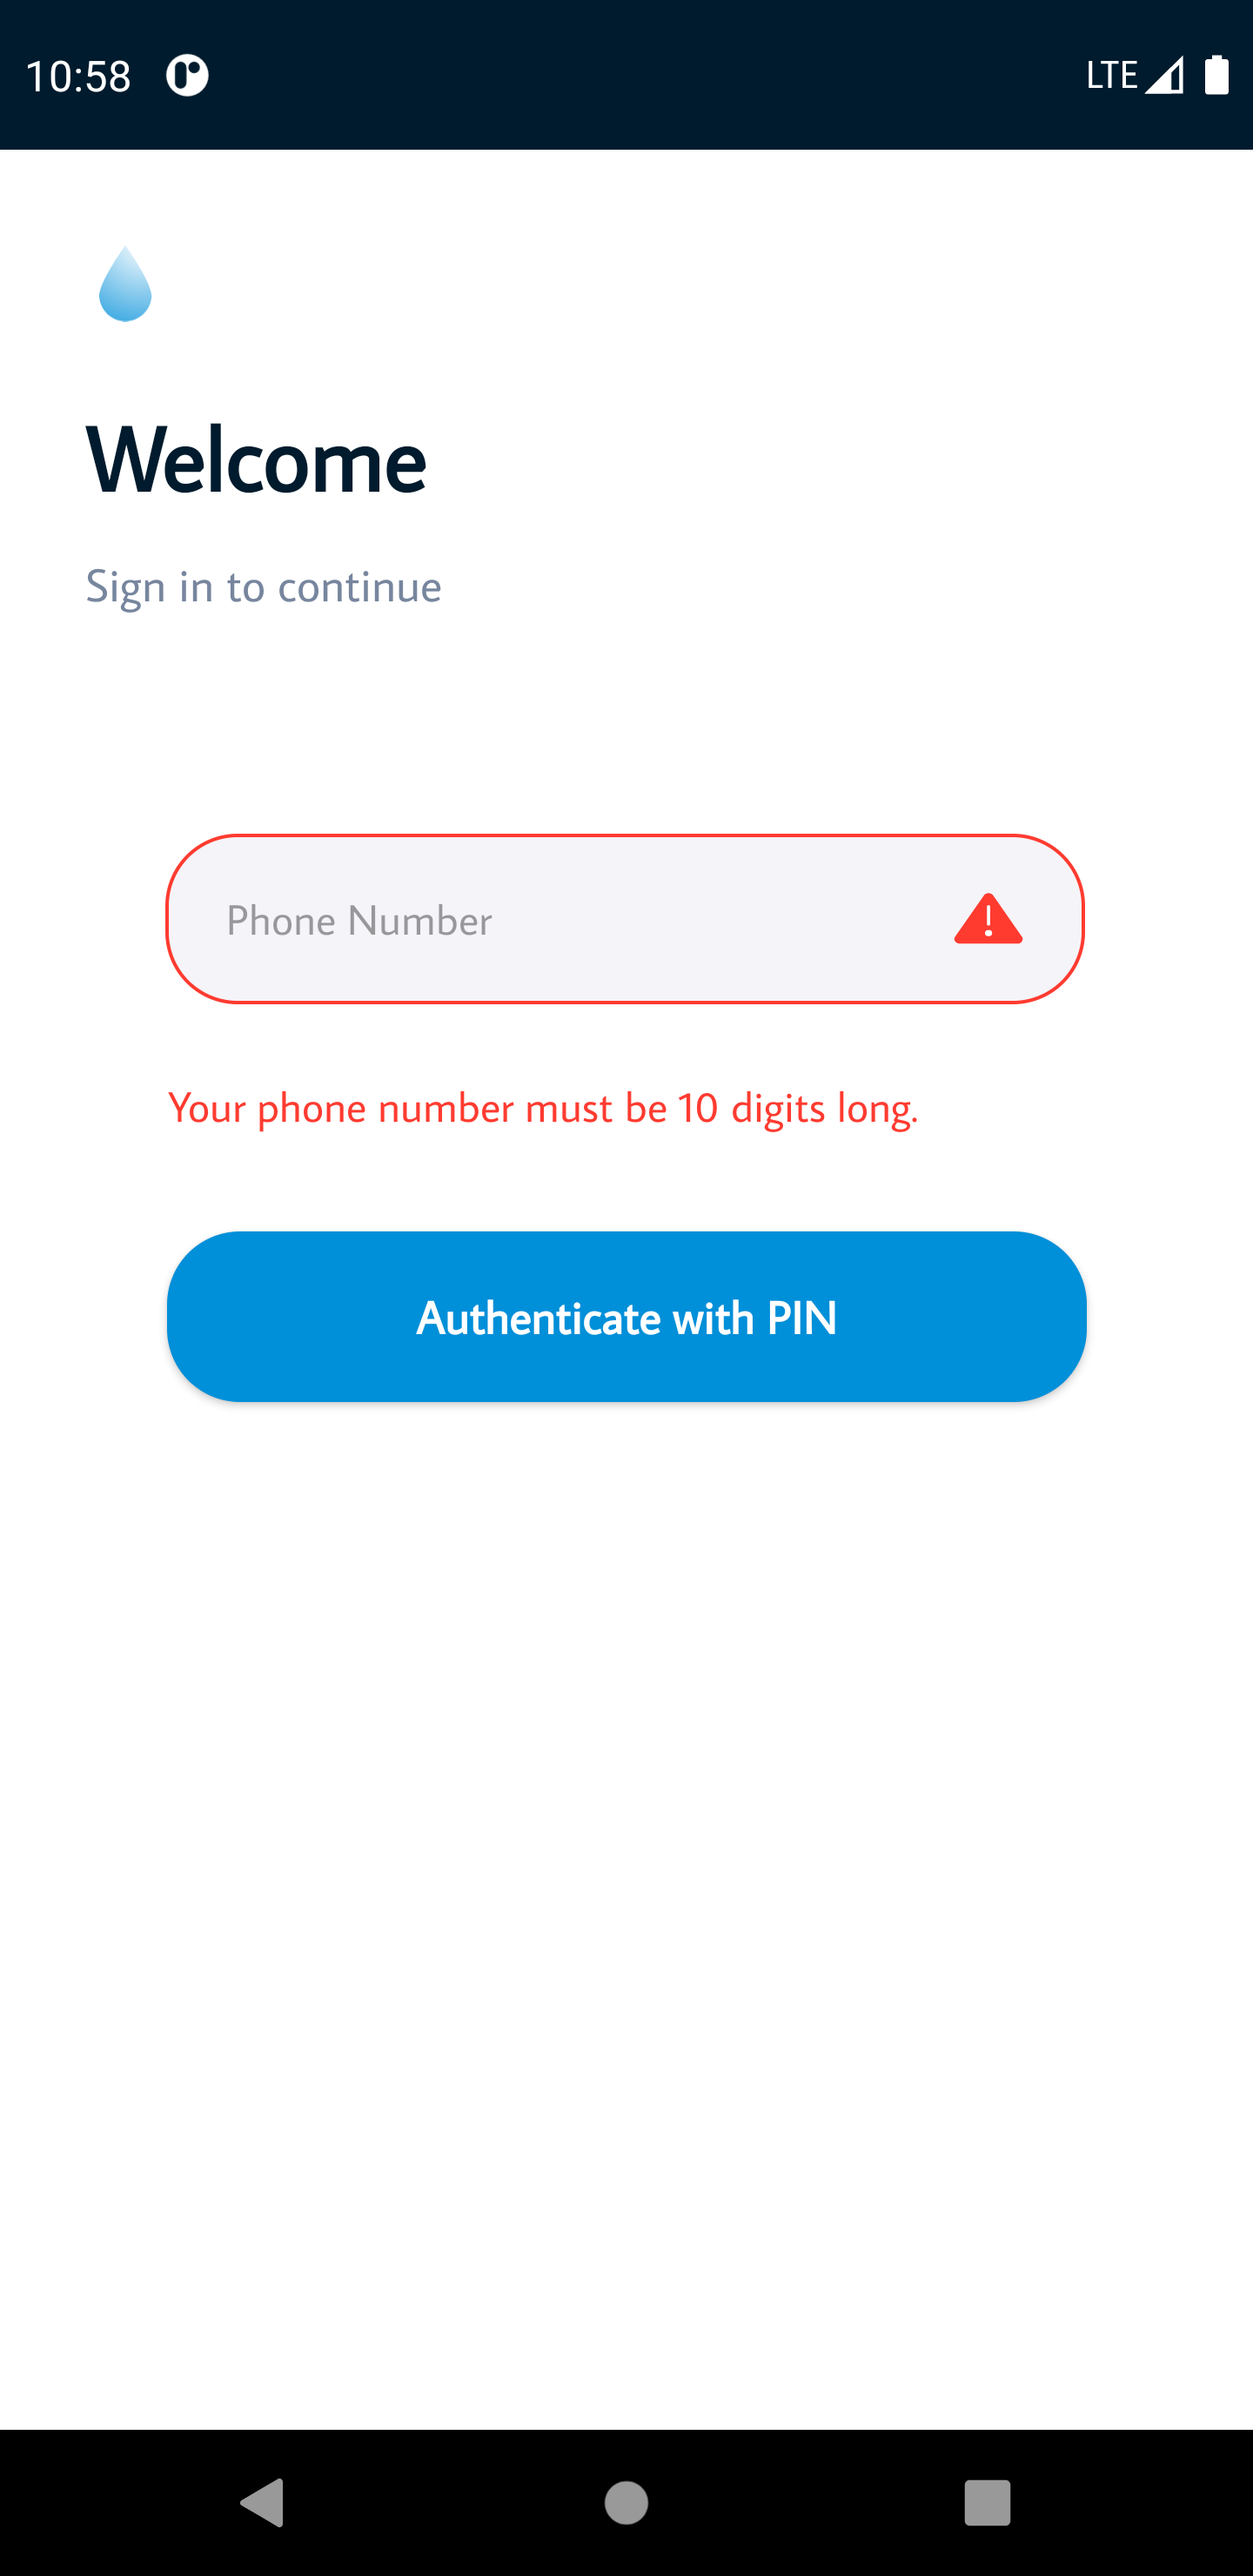 10:58 LTE
Welcome
Sign in to continue
Phone Number
Your phone number must be 10 digits long.
Authenticate with PIN